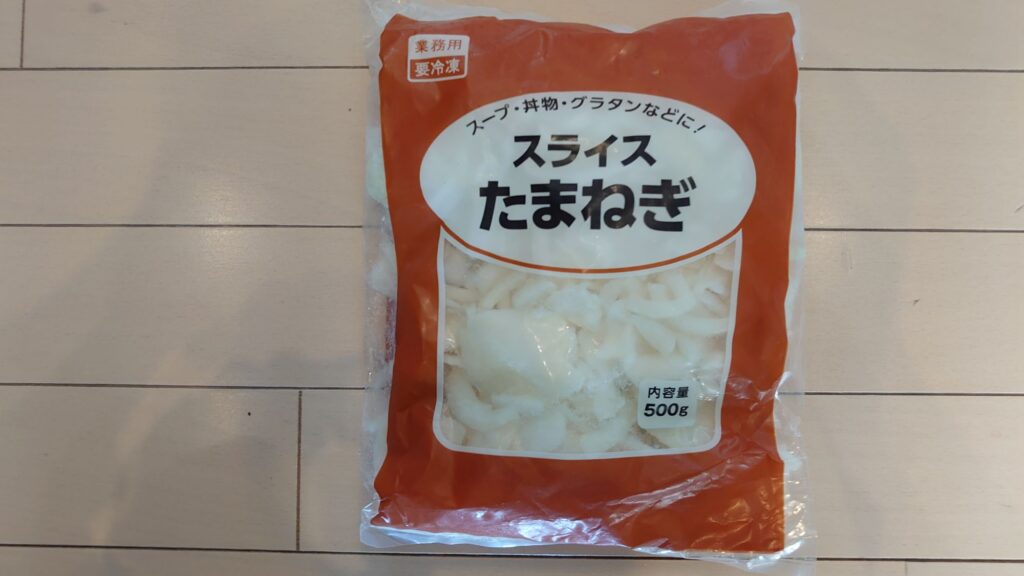 業務用
要冷凍
スープ・丼物・グラタンなどに!
スライス
たまねぎ
内容量
500g